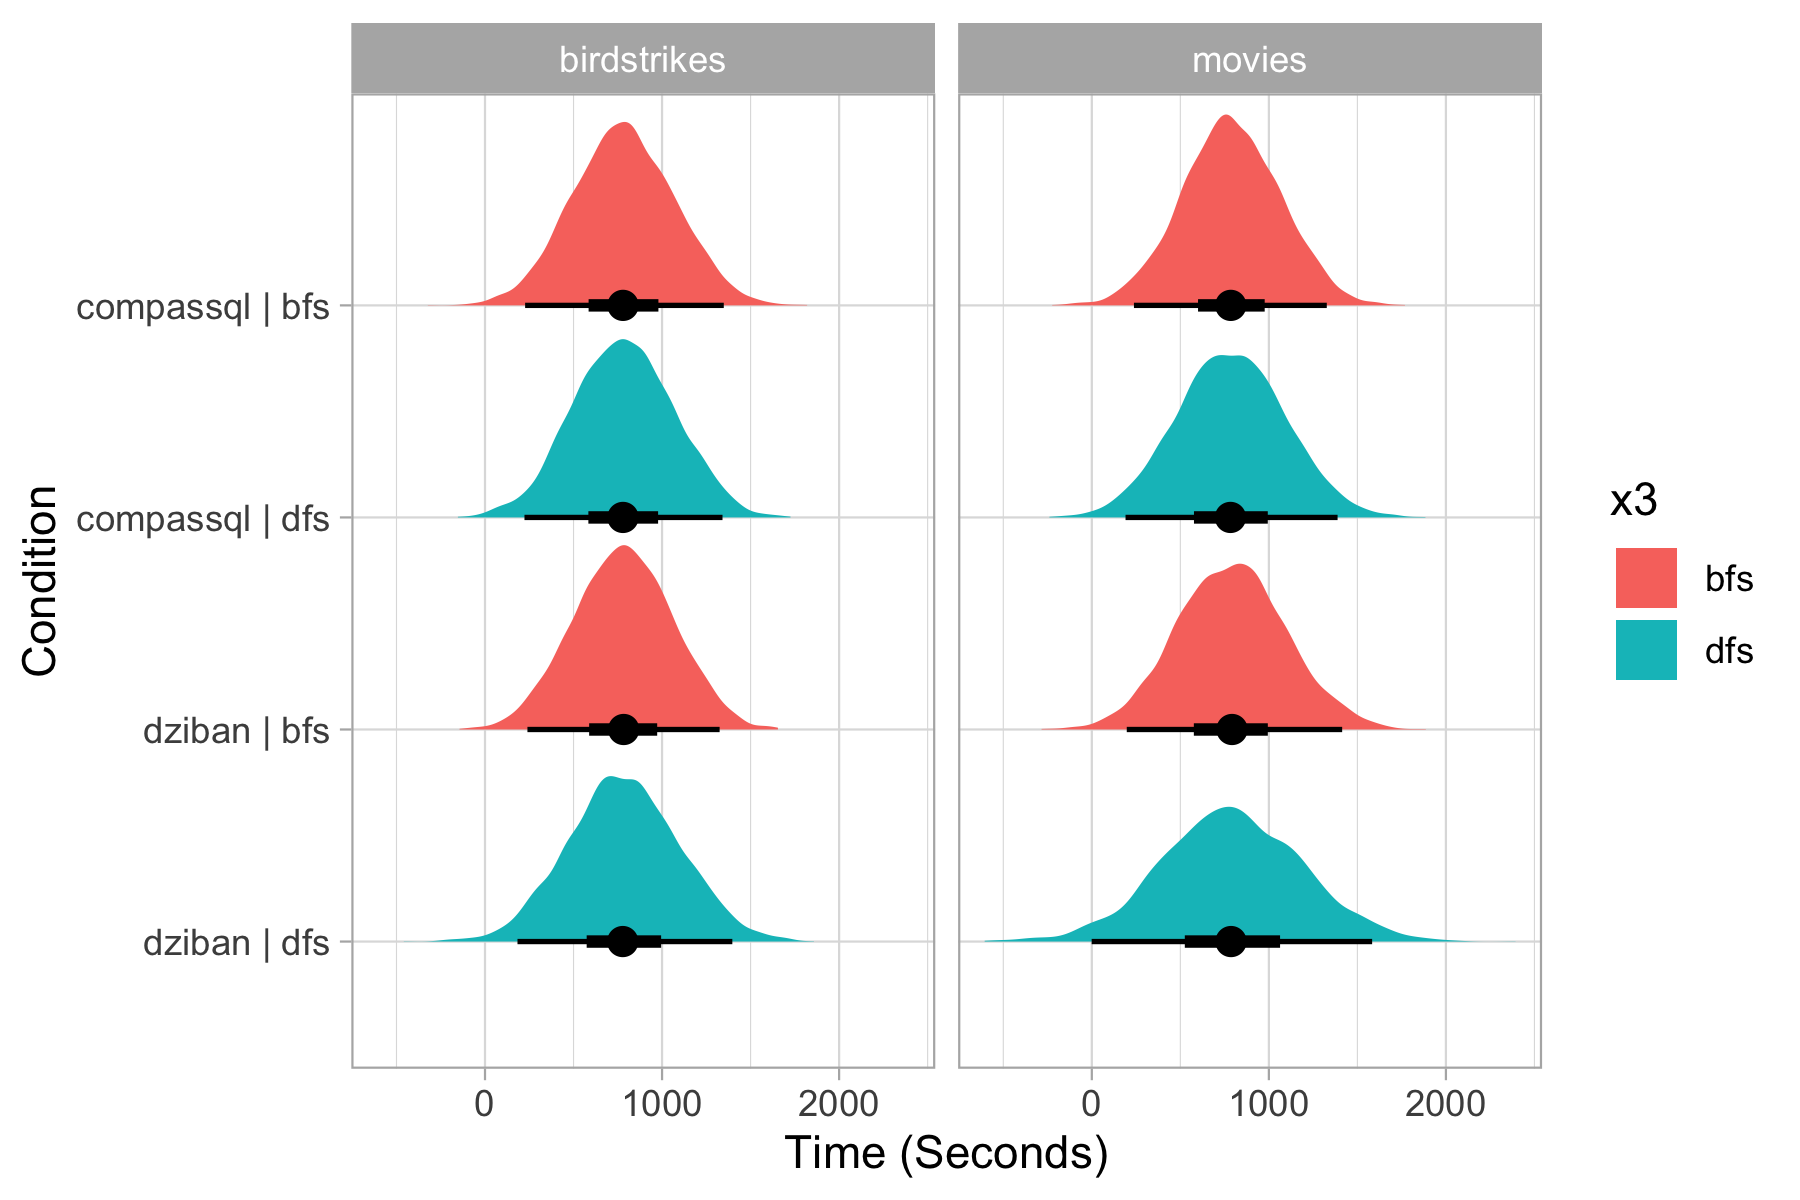 birdstrikes
movies
compassql | bfs
compassql | dfs
dziban | bfs
dziban | dfs
Condition
0
1000
2000
0
1000
2000
Time (Seconds)
x3
bfs
dfs